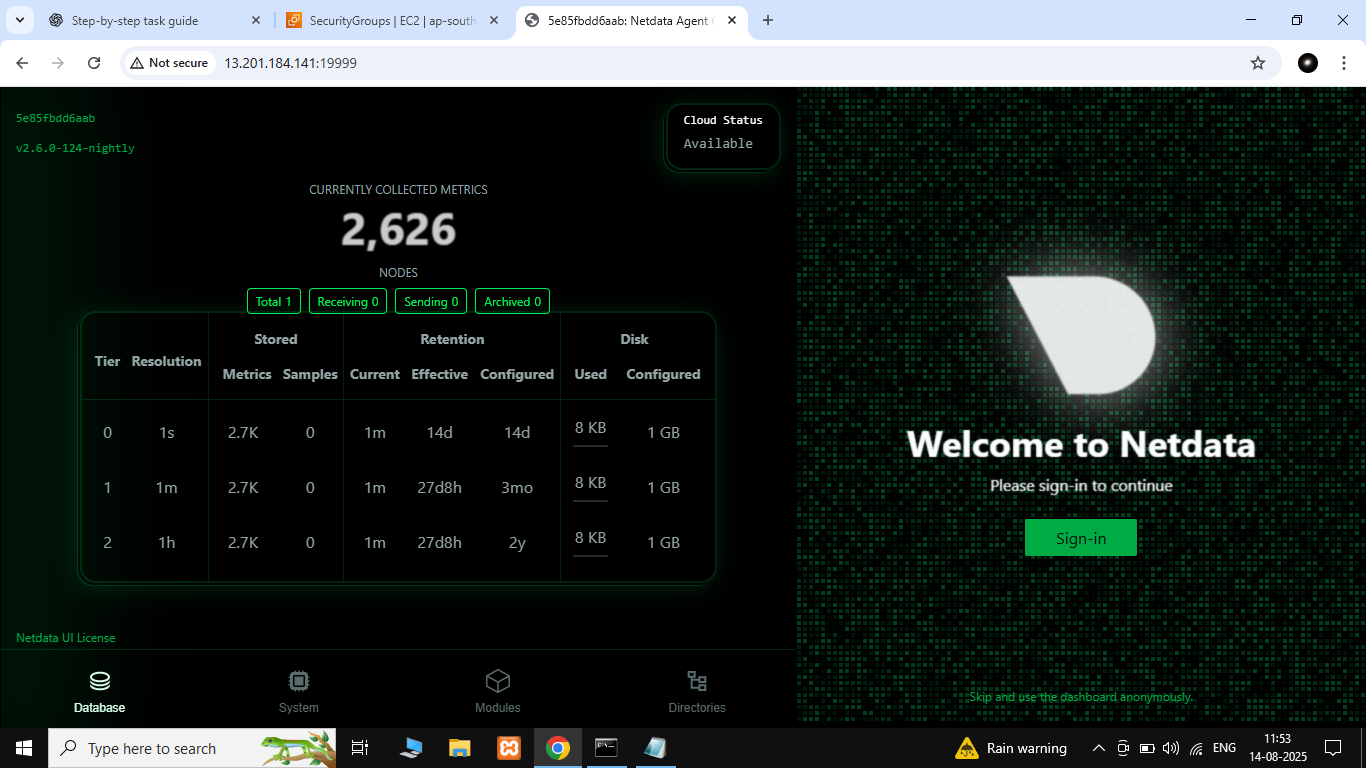 Step-by-step task guide
SecurityGroups | EC2 | ap-south
5e85fbdd6aab: Netdata Agent
Not secure
13.201.184.141:19999
5e85fbdd6aab
v2.6.0-124-nightly
Cloud Status
Available
CURRENTLY COLLECTED METRICS
2,626
NODES
Total 1 Receiving 0 Sending 0 Archived 0
Stored Retention Disk
Tier Resolution
Metrics Samples Current Effective Configured Used Configured
0 1s 2.7K 0 1m 14d 14d 8 KB 1 GB
1 1m 2.7K 0 1m 27d8h 3mo 8 KB 1 GB
2 1h 2.7K 0 1m 27d8h 2y 8 KB 1 GB
Netdata UI License
Database System Modules Directories
Welcome to Netdata
Please sign-in to continue
Sign-in
Skip and use the dashboard anonymously.
Type here to search
Rain warning
ENG
11:53
14-08-2025